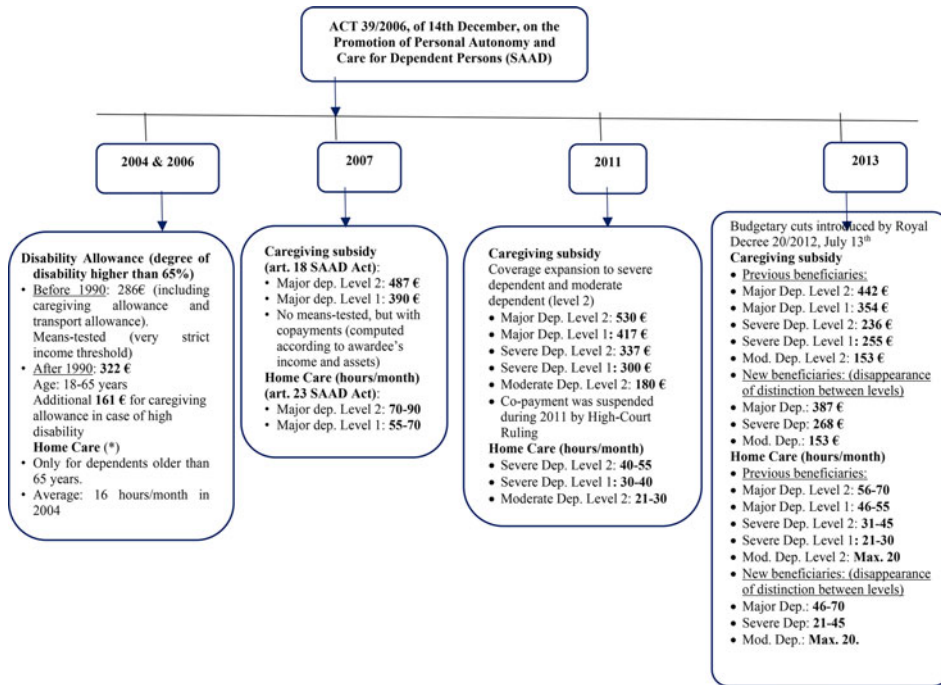 ACT 39/2006, of 14th December, on the
Promotion of Personal Autonomy and
Care for Dependent Persons (SAAD)
2004 & 2006
Disability Allowance (degree of
disability higher than 65%)
• Before 1990: 286€ (including
caregiving allowance and
transport allowance).
Means-tested (very strict
income threshold)
• After 1990: 322 €
Age: 18-65 years
Additional 161 € for caregiving
allowance in case of high
disability
Home Care (*)
• Only for dependents older than
65 years.
• Average: 16 hours/month in
2004
2007
Caregiving subsidy
(art. 18 SAAD Act):
• Major dep. Level 2: 487 €
• Major dep. Level 1: 390 €
• No means-tested, but with
copayments (computed
according to awardee's
income and assets)
Home Care (hours/month)
(art. 23 SAAD Act):
• Major dep. Level 2: 70-90
• Major dep. Level 1: 55-70
2011
Caregiving subsidy
Coverage expansion to severe
dependent and moderate
dependent (level 2)
• Major Dep. Level 2: 530 €
• Major Dep. Level 1: 417 €
• Severe Dep. Level 2: 337 €
• Severe Dep. Level 1: 300 €
• Moderate Dep. Level 2: 180 €
• Co-payment was suspended
during 2011 by High-Court
Ruling
Home Care (hours/month)
• Severe Dep. Level 2: 40-55
• Severe Dep. Level 1: 30-40
• Moderate Dep. Level 2: 21-30
2013
Budgetary cuts introduced by Royal
Decree 20/2012, July 13th
Caregiving subsidy
• Previous beneficiaries:
• Major Dep. Level 2: 442 €
• Major Dep. Level 1: 354 €
• Severe Dep. Level 2: 236 €
• Severe Dep. Level 1: 255 €
• Mod. Dep. Level 2: 153 €
• New beneficiaries: (disappearance
of distinction between levels)
• Major Dep.: 387 €
• Severe Dep: 268 €
• Mod. Dep.: 153 €
Home Care (hours/month)
• Previous beneficiaries:
• Major Dep. Level 2: 56-70
• Major Dep. Level 1: 46-55
• Severe Dep. Level 2: 31-45
• Severe Dep. Level 1: 21-30
• Mod. Dep. Level 2: Max. 20
• New beneficiaries: (disappearance
of distinction between levels)
• Major Dep.: 46-70
• Severe Dep: 21-45
• Mod. Dep.: Max. 20.